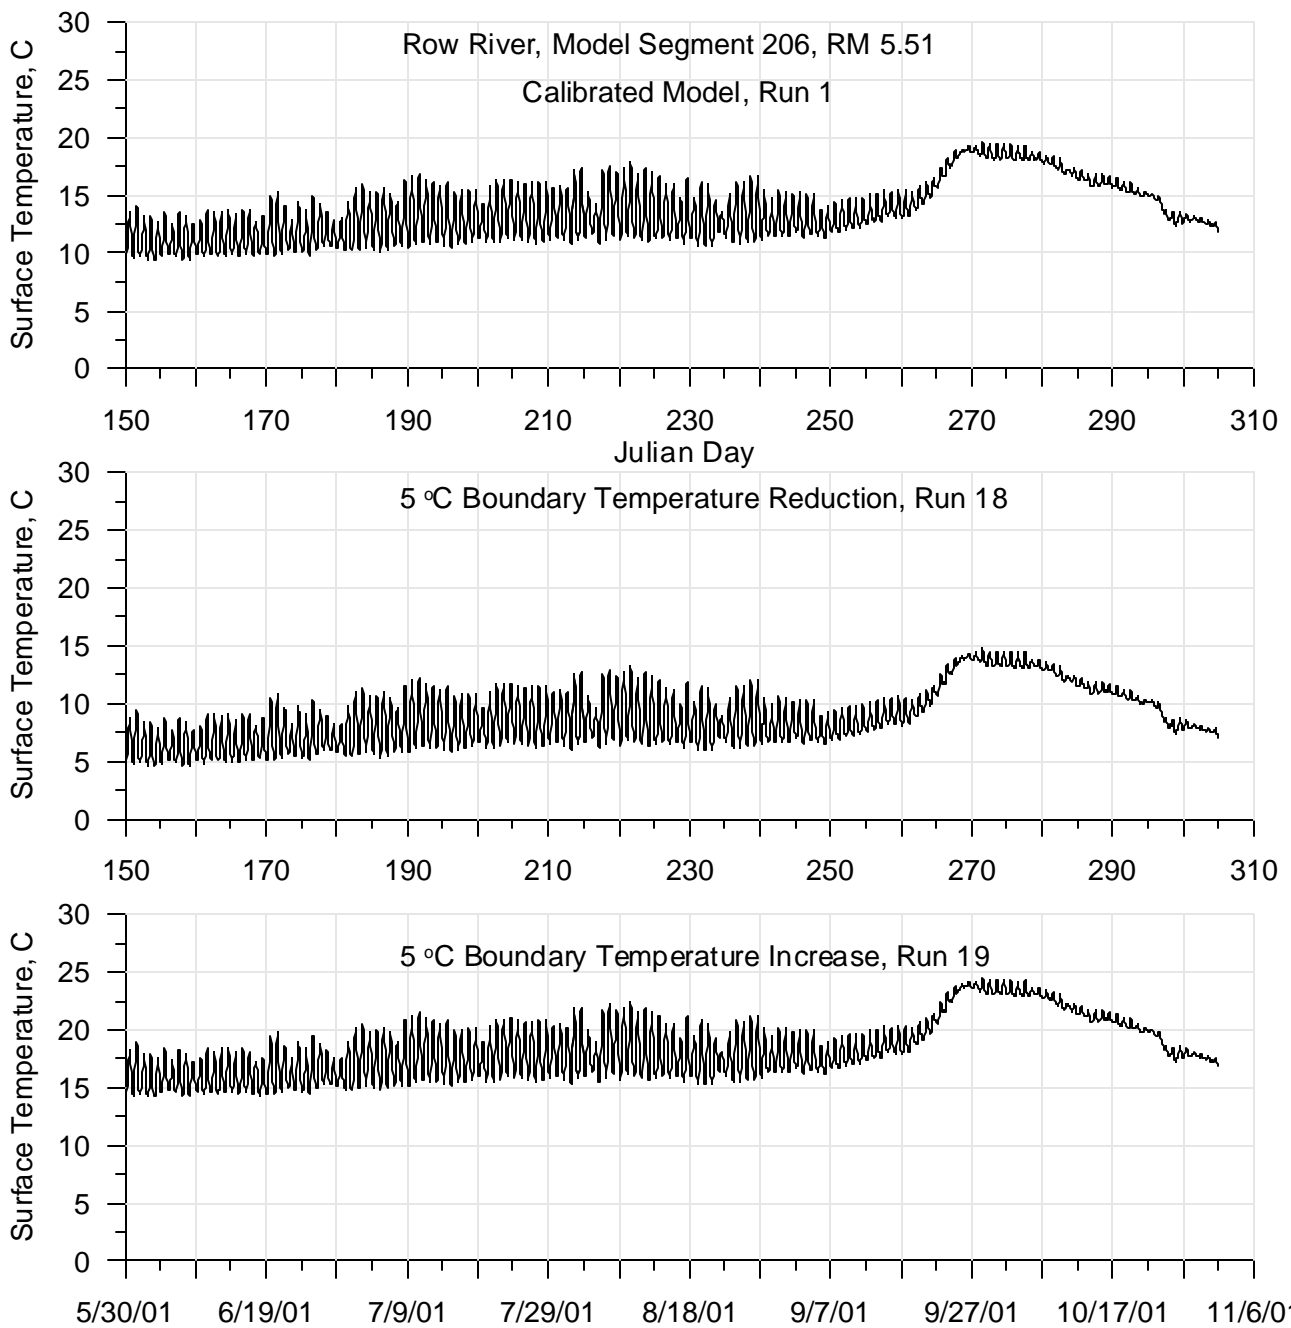 Row River, Model Segment 206, RM 5.51
Calibrated Model, Run 1
Surface Temperature, C
30
25
20
15
10
5
0
150 170 190 210 230 250 270 290 310
Julian Day
5 °C Boundary Temperature Reduction, Run 18
Surface Temperature, C
30
25
20
15
10
5
0
150 170 190 210 230 250 270 290 310
5 °C Boundary Temperature Increase, Run 19
Surface Temperature, C
30
25
20
15
10
5
0
5/30/01 6/19/01 7/9/01 7/29/01 8/18/01 9/7/01 9/27/01 10/17/01 11/6/0